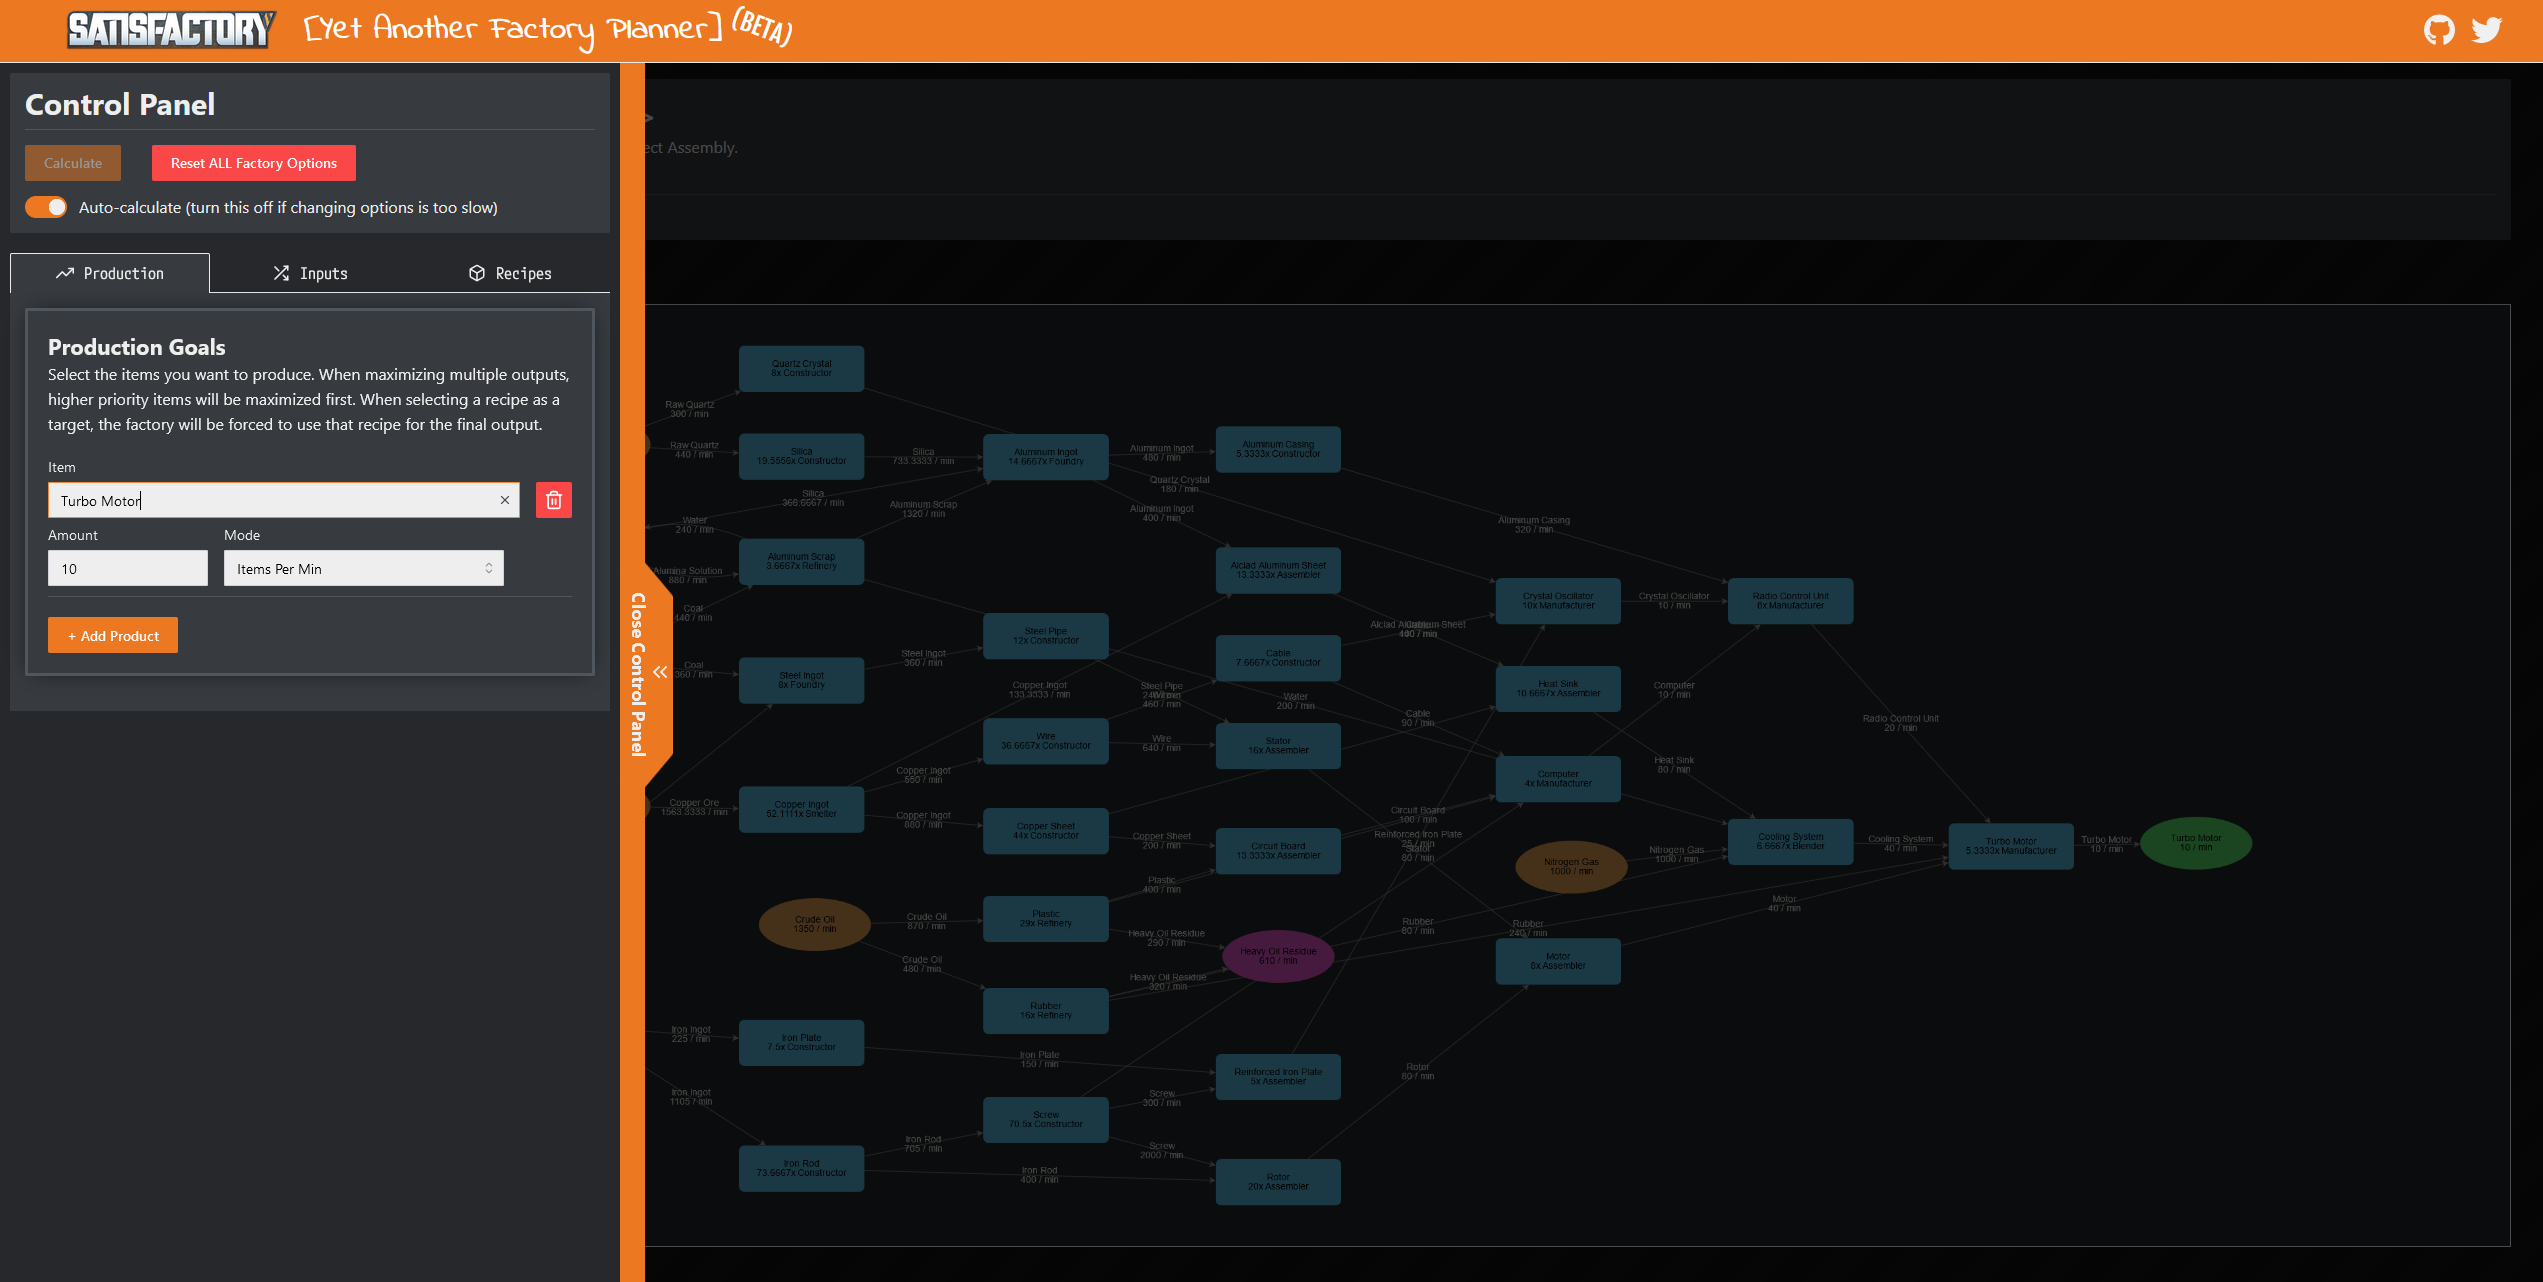 SATISFACTORY
[Yet Another Factory Planner] (BETA)
Control Panel
Calculate
Reset ALL Factory Options
Auto-calculate (turn this off if changing options is too slow)
Production
Inputs
Recipes
Production Goals
Select the items you want to produce. When maximizing multiple outputs,
higher priority items will be maximized first. When selecting a recipe as a
target, the factory will be forced to use that recipe for the final output.
Item
Turbo Motor
Amount
Mode
10
Items Per Min
+ Add Product
Close Control Panel
ect Assembly.
Quartz Crystal
8x Constructor
Raw Quartz
300 / min
Raw Quartz
440 / min
Silica
19.5556x Constructor
Silica
733.3333 / min
Aluminum Ingot
14.6667x Foundry
Aluminum Ingot
480 / min
Aluminum Casing
5.3333x Constructor
Quartz Crystal
180 / min
Silica
366.6667 / min
Aluminum Scrap
1320 / min
Aluminum Ingot
400 / min
Water
240 / min
Aluminum Casing
320 / min
Aluminum Scrap
3.6667x Refinery
Alumina Solution
880 / min
Alclad Aluminum Sheet
13.3333x Assembler
Coal
440 / min
Crystal Oscillator
10x Manufacturer
Crystal Oscillator
10 / min
Radio Control Unit
8x Manufacturer
Steel Pipe
12x Constructor
Alclad Aluminum Sheet
Steel Ingot
360 / min
Cable
7.6667x Constructor
Coal
360 / min
Steel Ingot
8x Foundry
Copper Ingot
133.3333 / min
Steel Pipe
460 / min
Water
200 / min
Heat Sink
10.6667x Assembler
Computer
10 / min
Cable
90 / min
Radio Control Unit
20 / min
Wire
36.6667x Constructor
Wire
640 / min
Stator
16x Assembler
Copper Ingot
550 / min
Computer
4x Manufacturer
Heat Sink
80 / min
Copper Ore
1563.3333 / min
Copper Ingot
52.1111x Smelter
Copper Ingot
880 / min
Copper Sheet
44x Constructor
Copper Sheet
200 / min
Circuit Board
13.3333x Assembler
Circuit Board
100 / min
Reinforced Iron Plate
25 / min
Stator
80 / min
Nitrogen Gas
1000 / min
Nitrogen Gas
1000 / min
Cooling System
6.6667x Blender
Cooling System
40 / min
Turbo Motor
5.3333x Manufacturer
Turbo Motor
10 / min
Turbo Motor
10 / min
Plastic
400 / min
Motor
40 / min
Crude Oil
1350 / min
Crude Oil
870 / min
Plastic
29x Refinery
Heavy Oil Residue
290 / min
Rubber
80 / min
Rubber
240 / min
Heavy Oil Residue
610 / min
Crude Oil
480 / min
Heavy Oil Residue
320 / min
Motor
8x Assembler
Rubber
16x Refinery
Iron Ingot
225 / min
Iron Plate
7.5x Constructor
Iron Plate
150 / min
Reinforced Iron Plate
5x Assembler
Rotor
80 / min
Iron Ingot
1105 / min
Screw
70.5x Constructor
Screw
300 / min
Iron Rod
705 / min
Screw
2000 / min
Iron Rod
73.6667x Constructor
Iron Rod
400 / min
Rotor
20x Assembler